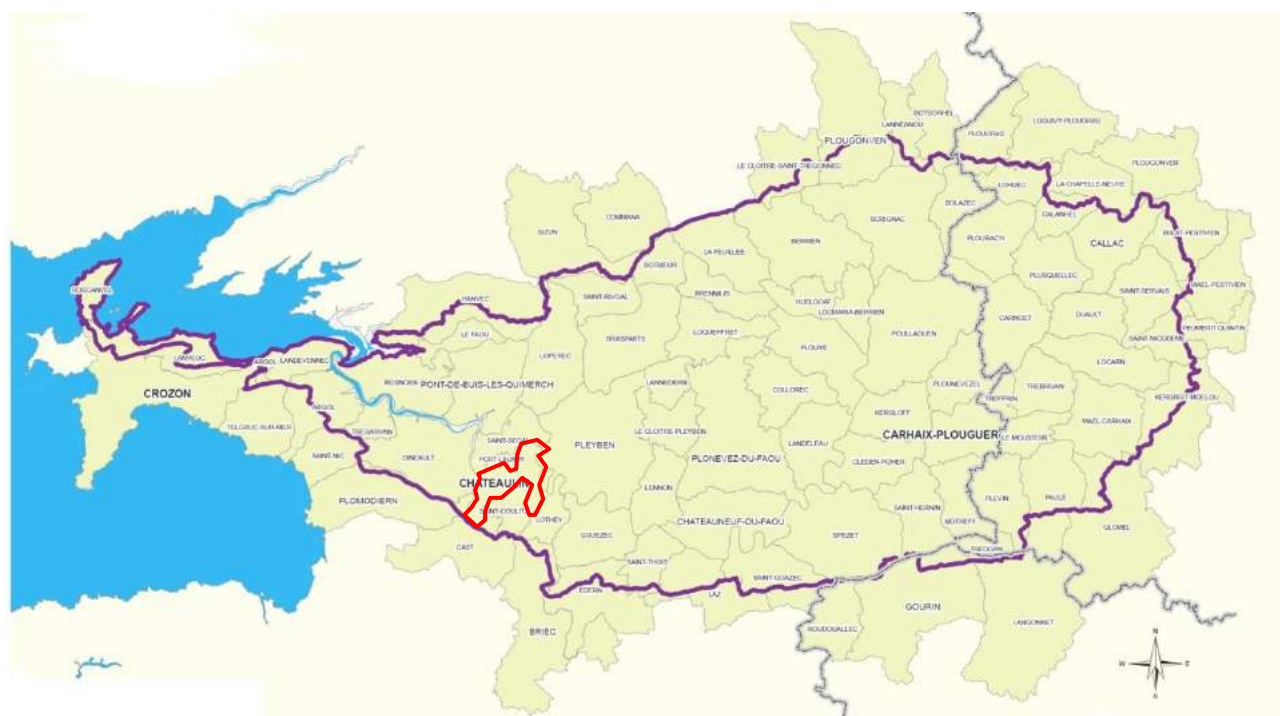 BOTSORHEL
LANNEANOU
PLOUGRAS
LOGUIVY-PLOUGRAS
PLOUGONVEN
LE CLOITRE-SAINT-THEGONNEC
PLOUGONVER
LOHUEC
LA CHAPELLE-NEUVE
BOLAZEC
CALANHEL
COMMANA
SIZUN
SCRIGNAC
BULAT-PESTIVIEN
PLOURACH
BERRIEN
CALLAC
LA FEUILLEE
BOTMEUR
PLUSQUELLEC
MAEL-PESTIVIEN
ROSCANVEL
SAINT-RIVOAL
BRENNILIS
SAINT-SERVAIS
HANVEC
HUELGOAT
LOCMARIA-BERRIEN
DUAULT
CARNOET
PEUMERIT-QUINTIN
LE FAOU
LOQUEFFRET
POULLAOUEN
BRASPARTS
SAINT-NICODEME
PLOUYE
LOPEREC
LANVEOC
ARGOL
LANDEVENNEC
LOCARN
ROSNOEN
PONT-DE-BUIS-LES-QUIMERCH
LANNEDERN
COLLOREC
PLOUNEVEZEL
TREBRIVAN
CROZON
TREFFRIN
KERGRIST-MOELOU
ARGOL
KERGLOFF
MAEL-CARHAIX
TELGRUC-SUR-MER
TREGARVAN
LE CLOITRE-PLEYBEN
CARHAIX-PLOUGUER
LE MOUSTOIR
SAINT-SEGAL
PLEYBEN
LANDELEAU
SAINT-NIC
DINEAULT
PORT-LAUNAY
PLONEVEZ-DU-FAOU
CLEDEN-POHER
CHATEAULIN
LENNON
PLOMODIERN
PLEVIN
PAULE
SAINT-COULITZ
LOTHEY
CHATEAUNEUF-DU-FAOU
SAINT-HERNIN
MOTREFF
GLOMEL
GOUEZEC
SPEZET
CAST
TREOGAN
SAINT-THOIS
SAINT-GOAZEC
EDERN
LAZ
GOURIN
LANGONNET
BRIEC
ROUDOUALLEC
N
W
E
S